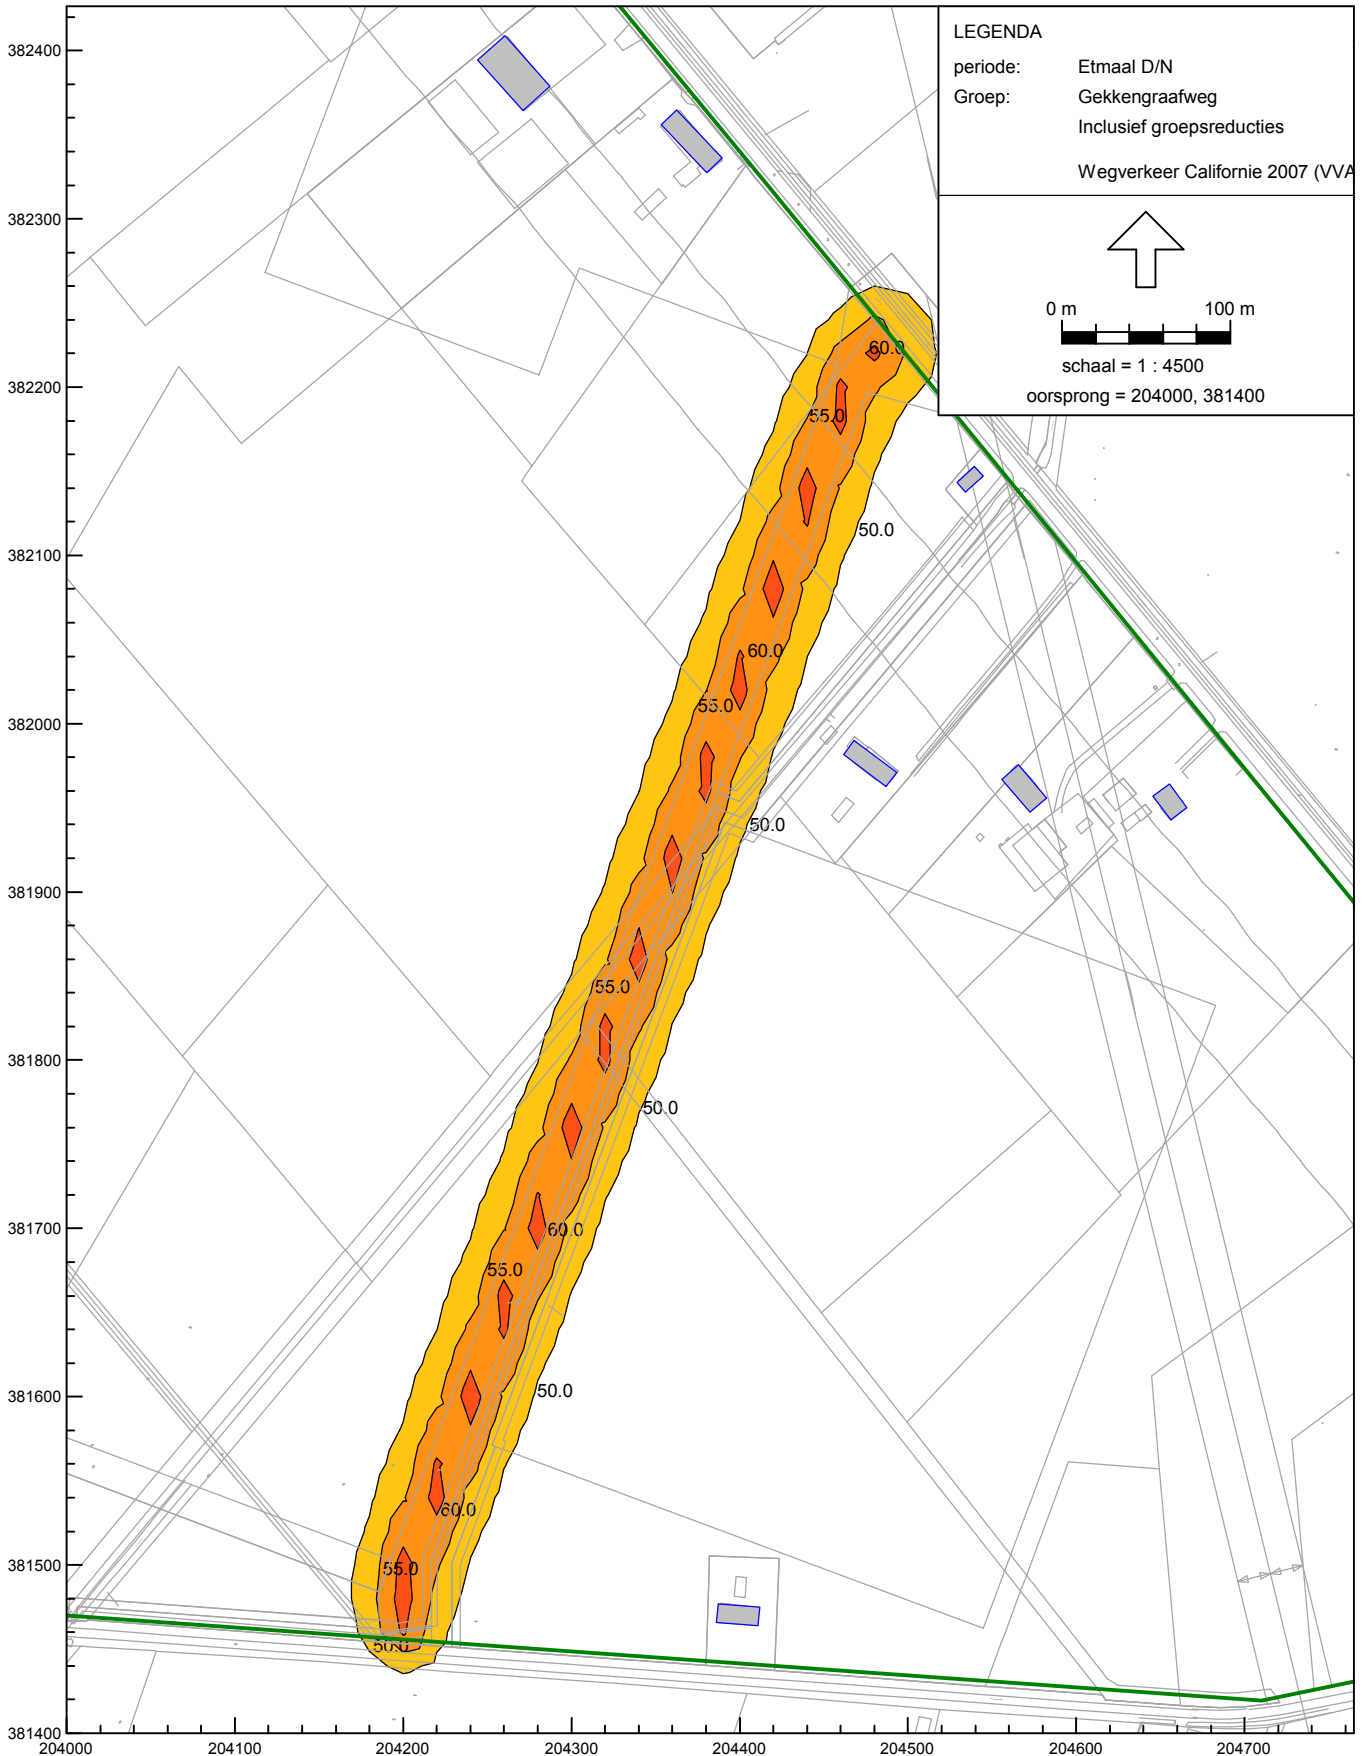 LEGENDA
periode: Etmaal D/N
Groep: Gekkengraafweg
Inclusief groepsreducties
Wegverkeer Californie 2007 (VVA
0 m 100 m
schaal = 1 : 4500
oorsprong = 204000, 381400
382400
382300
382200
382100
382000
381900
381800
381700
381600
381500
381400
60.0
55.0
50.0
60.0
55.0
50.0
55.0
50.0
60.0
55.0
50.0
60.0
55.0
50.0
204000 204100 204200 204300 204400 204500 204600 204700